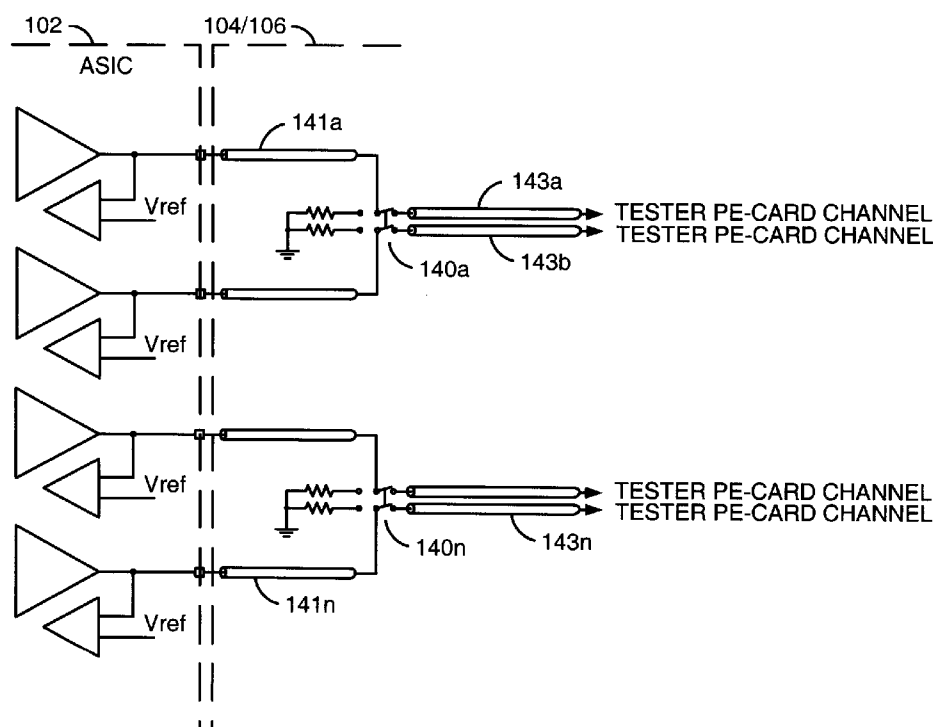 102
104/106
ASIC
141a
Vref
143a
TESTER PE-CARD CHANNEL
TESTER PE-CARD CHANNEL
143b
140a
Vref
Vref
TESTER PE-CARD CHANNEL
TESTER PE-CARD CHANNEL
140n
143n
141n
Vref